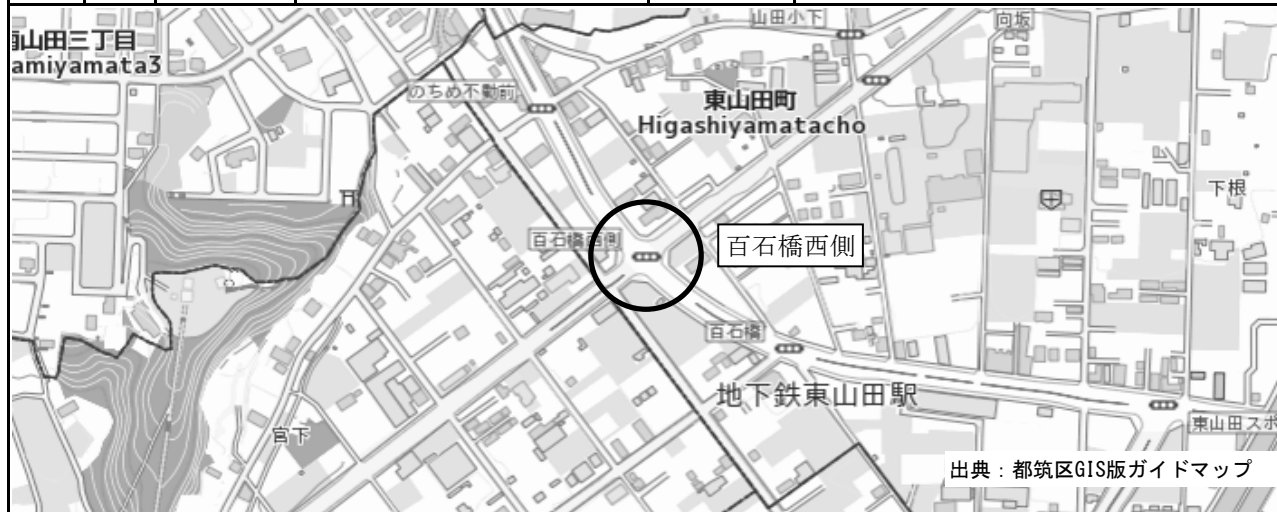 山田小下
向坂
南山田三丁目
amiyamata3
のちめ不動前
東山田町
Higashiyamatacho
下根
百石橋西側
百石橋西側
百石橋
地下鉄東山田駅
東山田スポ
宮下
出典：都筑区GIS版ガイドマップ